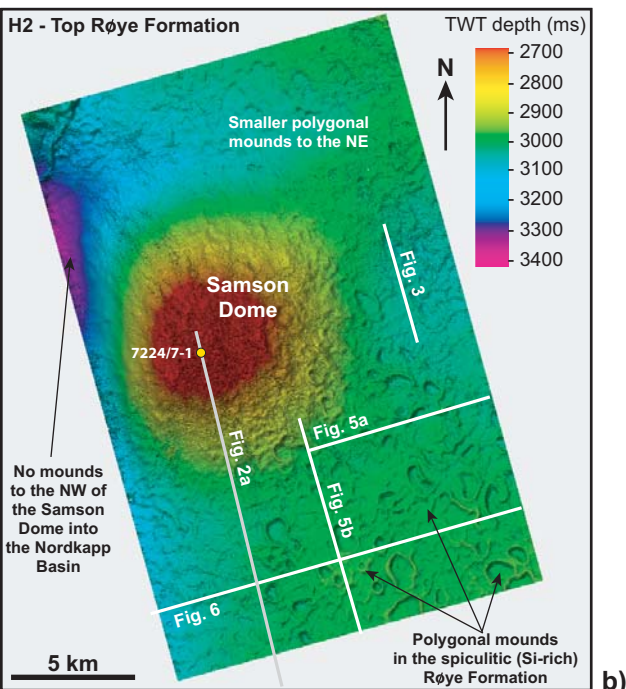 H2 - Top Røye Formation
TWT depth (ms)
2700
2800
2900
3000
3100
3200
3300
3400
N
Smaller polygonal
mounds to the NE
Samson
Dome
7224/7-1
Fig. 3
Fig. 2a
Fig. 5a
Fig. 5b
Fig. 6
No mounds
to the NW of
the Samson
Dome into
the Nordkapp
Basin
Polygonal mounds
in the spiculitic (Si-rich)
Røye Formation
5 km
b)